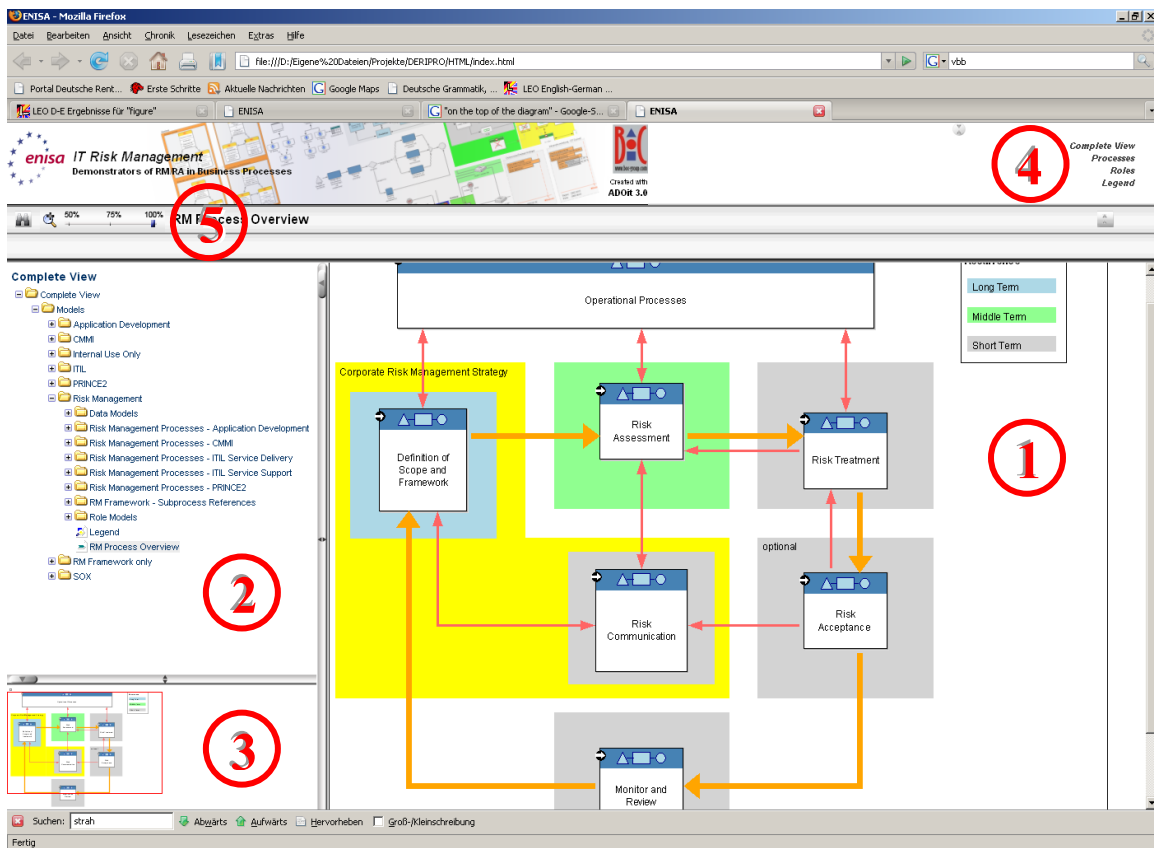 ENISA - Mozilla Firefox
Datei Bearbeiten Ansicht Chronik Lesezeichen Extras Hilfe
file:///D:/Eigene%20Dateien/Projekte/DERIPRO/HTML/index.html
G vbb
Portal Deutsche Rent... Erste Schritte Aktuelle Nachrichten Google Maps Deutsche Grammatik, ... LEO English-German ...
LEO D-E Ergebnisse für "figure" ENISA "on the top of the diagram" - Google-S... ENISA
enisa IT Risk Management
Demonstrators of RM/RA in Business Processes
BOC
Created with
ADOit 3.0
4
Complete View
Processes
Roles
Legend
50% 75% 100% RM Process Overview
5
Complete View
Complete View
Models
Application Development
CMMI
Internal Use Only
ITIL
PRINCE2
Risk Management
Data Models
Risk Management Processes - Application Development
Risk Management Processes - CMMI
Risk Management Processes - ITIL Service Delivery
Risk Management Processes - ITIL Service Support
Risk Management Processes - PRINCE2
RM Framework - Subprocess References
Role Models
Legend
RM Process Overview
RM Framework only
SOX
2
3
Operational Processes
Long Term
Middle Term
Short Term
Corporate Risk Management Strategy
Definition of
Scope and
Framework
Risk
Assessment
Risk Treatment
1
optional
Risk
Communication
Risk
Acceptance
Monitor and
Review
Suchen: strah Abwärts Aufwärts Hervorheben Groß-/Kleinschreibung
Fertig